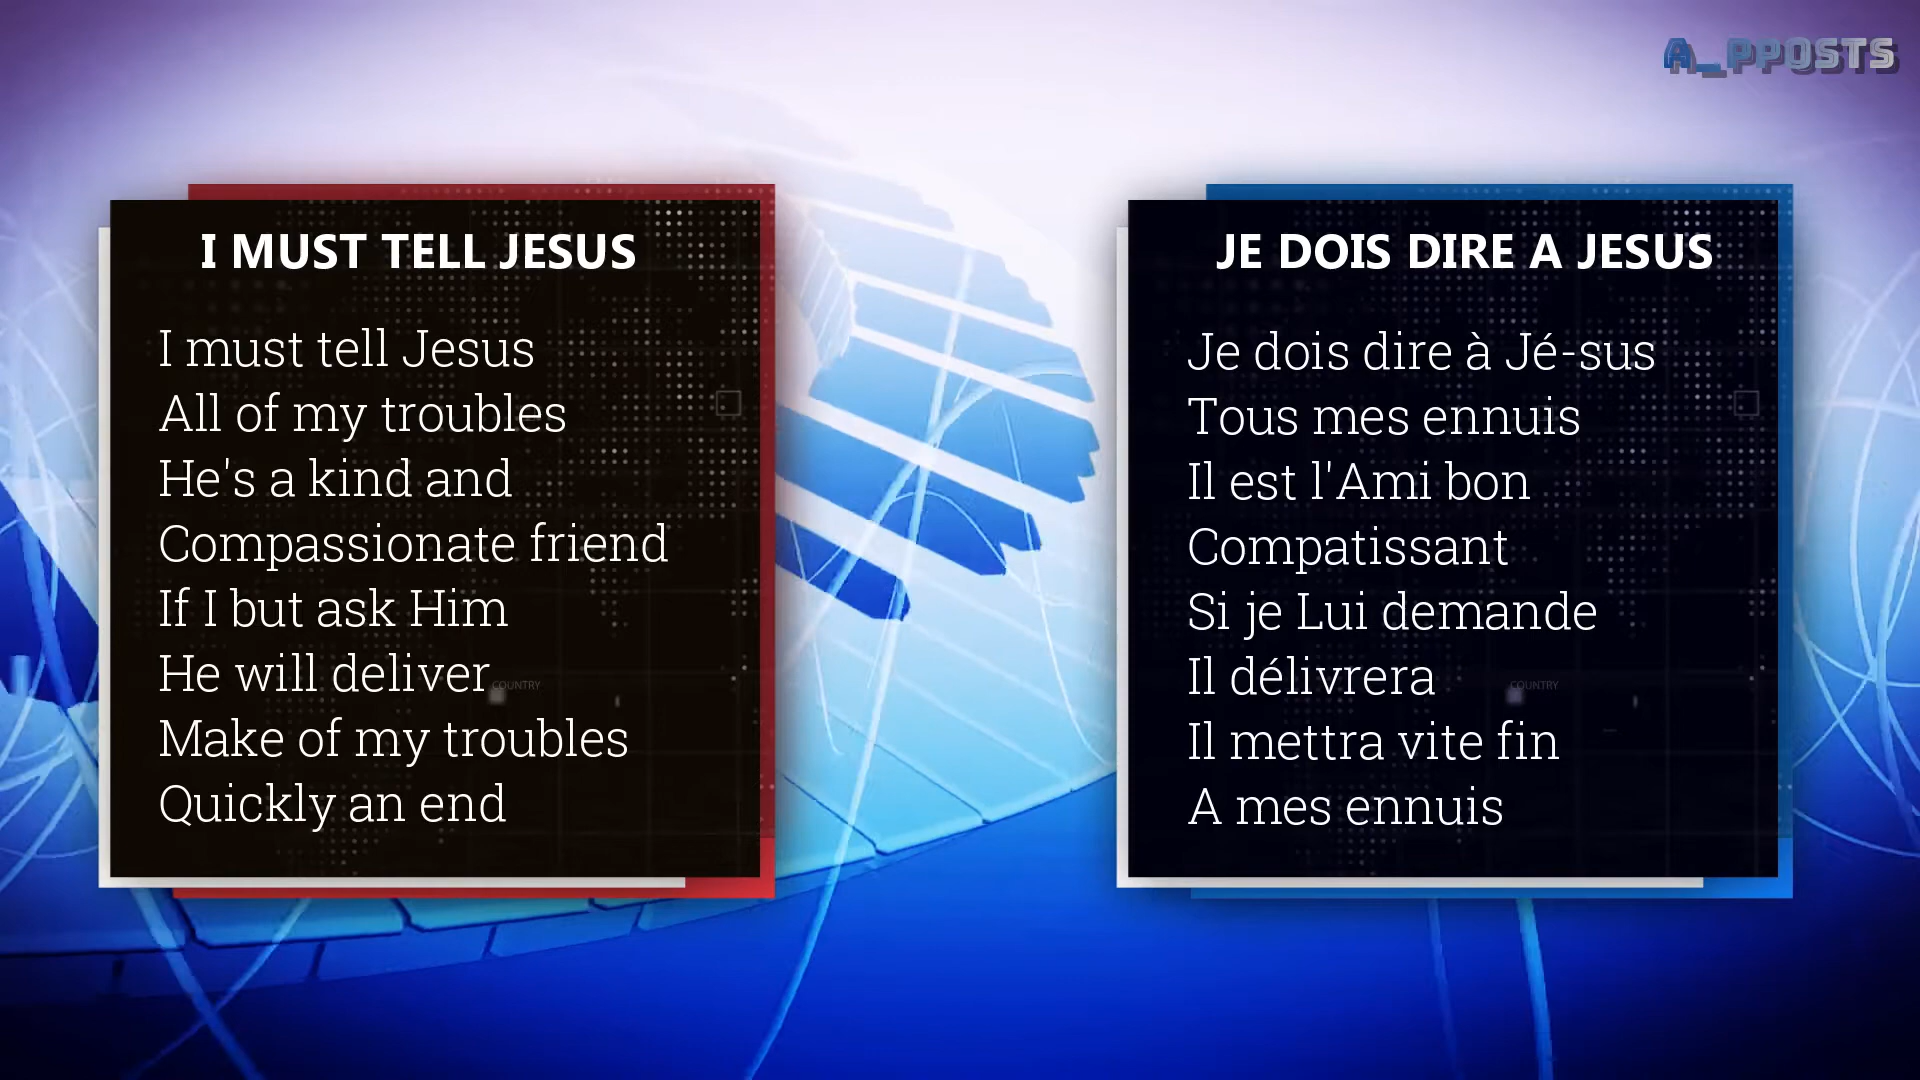 A_PPOSTS
I MUST TELL JESUS
I must tell Jesus
All of my troubles
He's a kind and
Compassionate friend
If I but ask Him
He will deliver
COUNTRY
Make of my troubles
Quickly an end
JE DOIS DIRE A JESUS
Je dois dire à Jé-sus
Tous mes ennuis
Il est l'Ami bon
Compatissant
Si je Lui demande
Il délivrera
COUNTRY
Il mettra vite fin
A mes ennuis